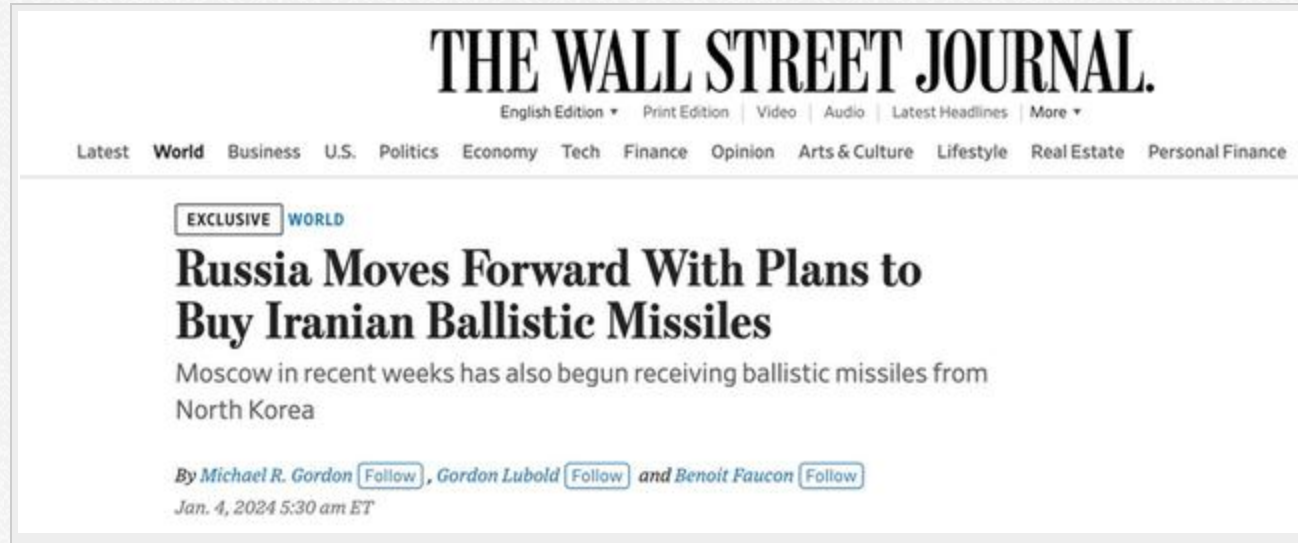 THE WALL STREET JOURNAL.
English Edition ▾ Print Edition | Video | Audio | Latest Headlines | More ▾
Latest World Business U.S. Politics Economy Tech Finance Opinion Arts & Culture Lifestyle Real Estate Personal Finance
EXCLUSIVE WORLD
Russia Moves Forward With Plans to
Buy Iranian Ballistic Missiles
Moscow in recent weeks has also begun receiving ballistic missiles from
North Korea
By Michael R. Gordon Follow , Gordon Lubold Follow and Benoit Faucon Follow
Jan. 4, 2024 5:30 am ET